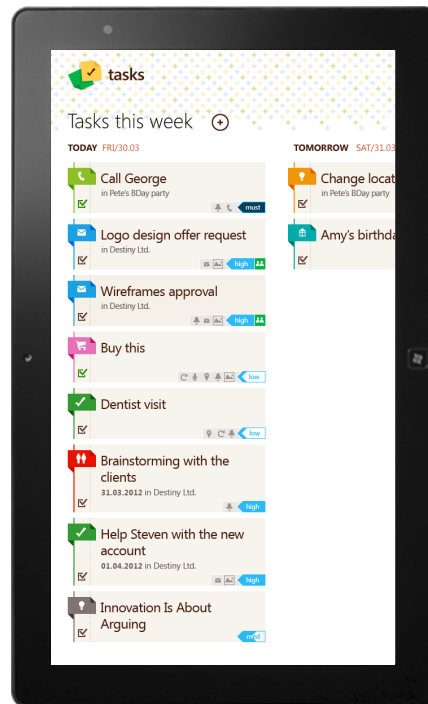 tasks
Tasks this week
TODAY FRI/30.03
Call George
in Pete's BDay party
must
Logo design offer request
in Destiny Ltd.
high
Wireframes approval
in Destiny Ltd.
high
Buy this
low
Dentist visit
low
Brainstorming with the
clients
31.03.2012 in Destiny Ltd.
high
Help Steven with the new
account
01.04.2012 in Destiny Ltd.
high
Innovation Is About
Arguing
med
TOMORROW SAT/31.03
Change locat
in Pete's BDay party
Amy's birthda